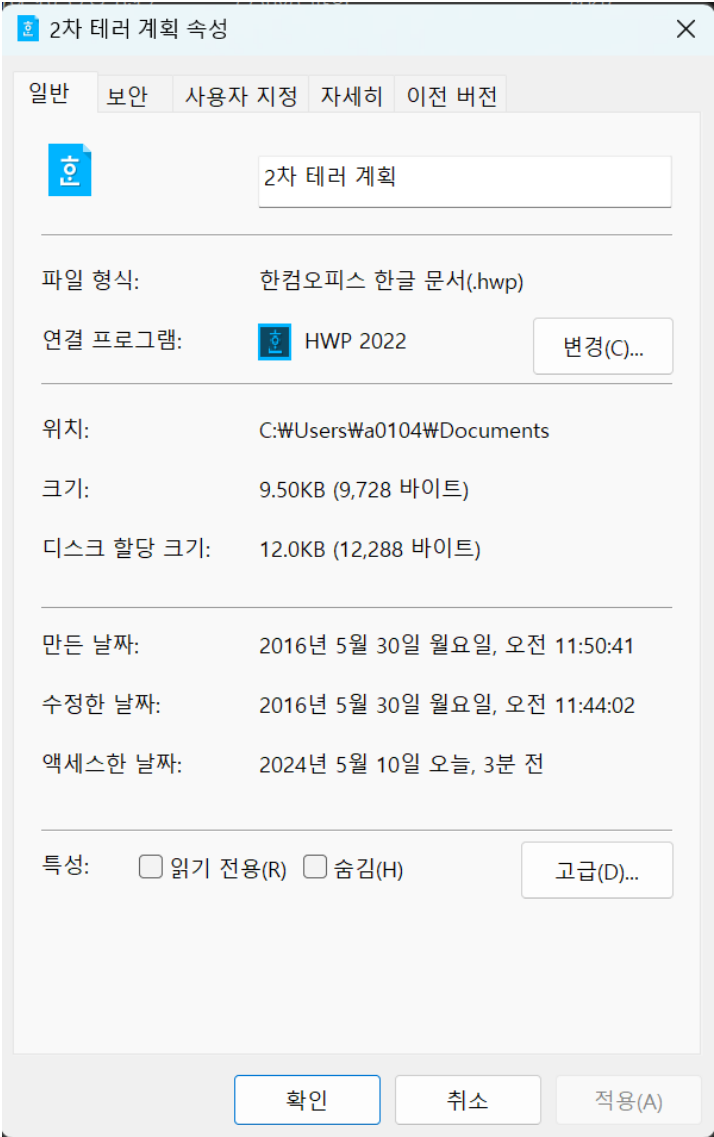 2차 테러 계획 속성
일반 보안 사용자 지정 자세히 이전 버전
2차 테러 계획
파일 형식: 한컴오피스 한글 문서(.hwp)
연결 프로그램: HWP 2022 변경(C)...
위치: C:₩Users₩a0104₩Documents
크기: 9.50KB (9,728 바이트)
디스크 할당 크기: 12.0KB (12,288 바이트)
만든 날짜: 2016년 5월 30일 월요일, 오전 11:50:41
수정한 날짜: 2016년 5월 30일 월요일, 오전 11:44:02
액세스한 날짜: 2024년 5월 10일 오늘, 3분 전
특성: 읽기 전용(R) 숨김(H) 고급(D)...
확인 취소 적용(A)